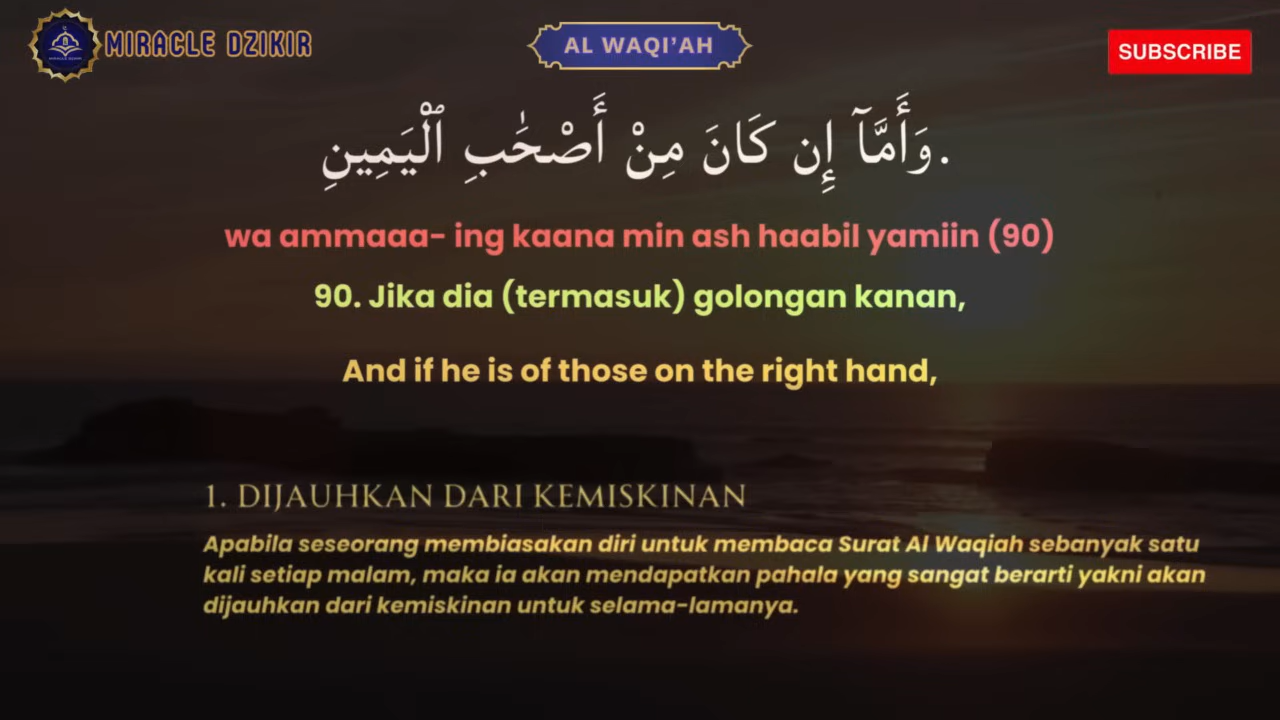 MIRACLE DZIKIR
AL WAQI'AH
SUBSCRIBE
وَأَمَّآ إِن كَانَ مِنْ أَصْحَٰبِ ٱلْيَمِينِ.
wa ammaaa- ing kaana min ash haabil yamiin (90)
90. Jika dia (termasuk) golongan kanan,
And if he is of those on the right hand,
1. DIJAUHKAN DARI KEMISKINAN
Apabila seseorang membiasakan diri untuk membaca Surat Al Waqiah sebanyak satu
kali setiap malam, maka ia akan mendapatkan pahala yang sangat berarti yakni akan
dijauhkan dari kemiskinan untuk selama-lamanya.